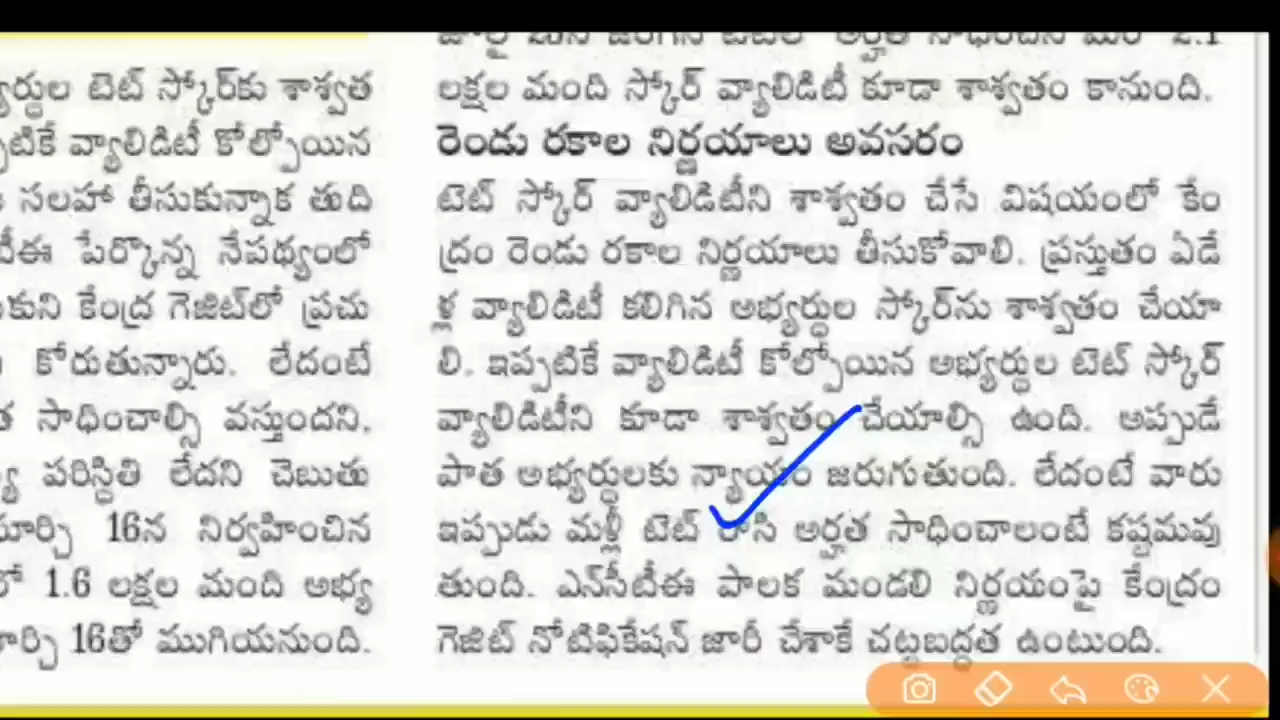 టెట్ స్కోర్‌కు శాశ్వత
వ్యాలిడిటీ కోల్పోయిన
సలహా తీసుకున్నాక తుది
పేర్కొన్న నేపథ్యంలో
కేంద్ర గెజిట్‌లో ప్రచు
కోరుతున్నారు. లేదంటే
సాధించాల్సి వస్తుందని,
పరిస్థితి లేదని చెబుతు
16న నిర్వహించిన
1.6 లక్షల మంది అభ్య
16తో ముగియనుంది.
లక్షల మంది స్కోర్ వ్యాలిడిటీ కూడా శాశ్వతం కానుంది.
రెండు రకాల నిర్ణయాలు అవసరం
టెట్ స్కోర్ వ్యాలిడిటీని శాశ్వతం చేసే విషయంలో కేం
ద్రం రెండు రకాల నిర్ణయాలు తీసుకోవాలి. ప్రస్తుతం ఏడే
ళ్ల వ్యాలిడిటీ కలిగిన అభ్యర్థుల స్కోర్‌ను శాశ్వతం చేయా
లి. ఇప్పటికే వ్యాలిడిటీ కోల్పోయిన అభ్యర్థుల టెట్ స్కోర్
వ్యాలిడిటీని కూడా శాశ్వతం చేయాల్సి ఉంది. అప్పుడే
పాత అభ్యర్థులకు న్యాయం జరుగుతుంది. లేదంటే వారు
ఇప్పుడు మళ్లీ టెట్ రాసి అర్హత సాధించాలంటే కష్టమవు
తుంది. ఎన్‌సీటీఈ పాలక మండలి నిర్ణయంపై కేంద్రం
గెజిట్ నోటిఫికేషన్ జారీ చేశాకే చట్టబద్ధత ఉంటుంది.